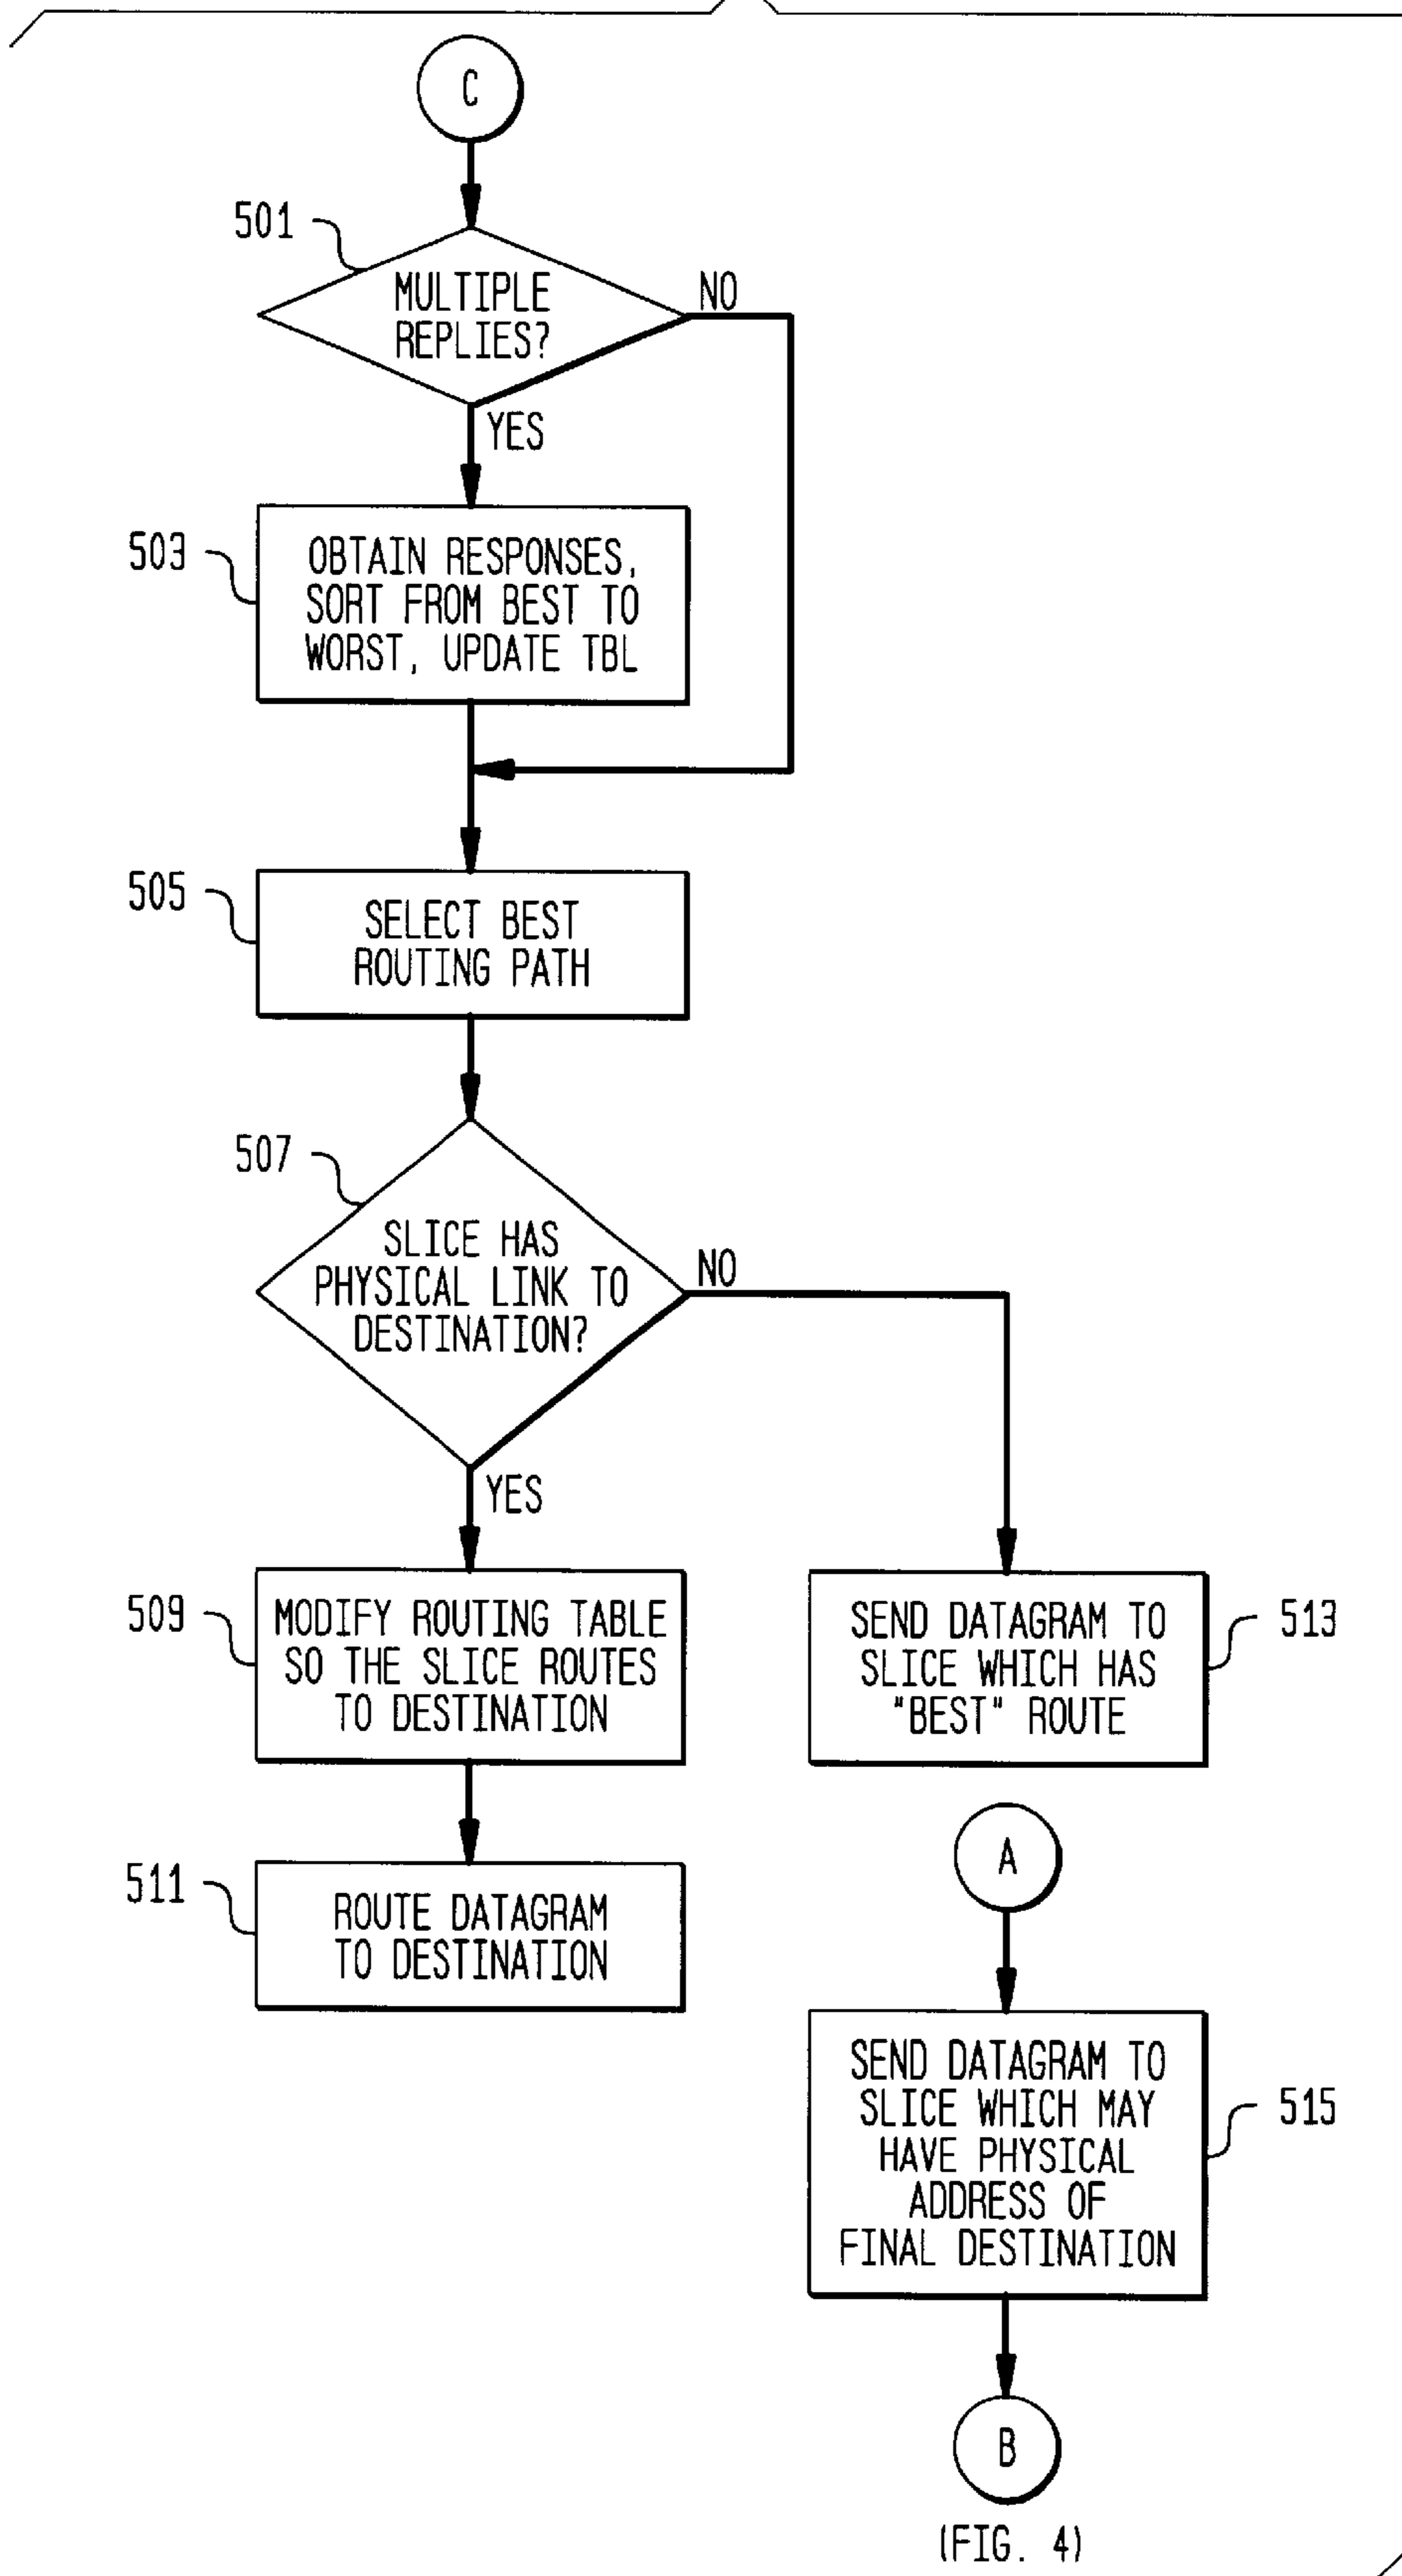 C
501
MULTIPLE
REPLIES?
NO
YES
503
OBTAIN RESPONSES,
SORT FROM BEST TO
WORST, UPDATE TBL
505
SELECT BEST
ROUTING PATH
507
SLICE HAS
PHYSICAL LINK TO
DESTINATION?
NO
YES
509
MODIFY ROUTING TABLE
SO THE SLICE ROUTES
TO DESTINATION
513
SEND DATAGRAM TO
SLICE WHICH HAS
"BEST" ROUTE
511
ROUTE DATAGRAM
TO DESTINATION
A
515
SEND DATAGRAM TO
SLICE WHICH MAY
HAVE PHYSICAL
ADDRESS OF
FINAL DESTINATION
B
(FIG. 4)